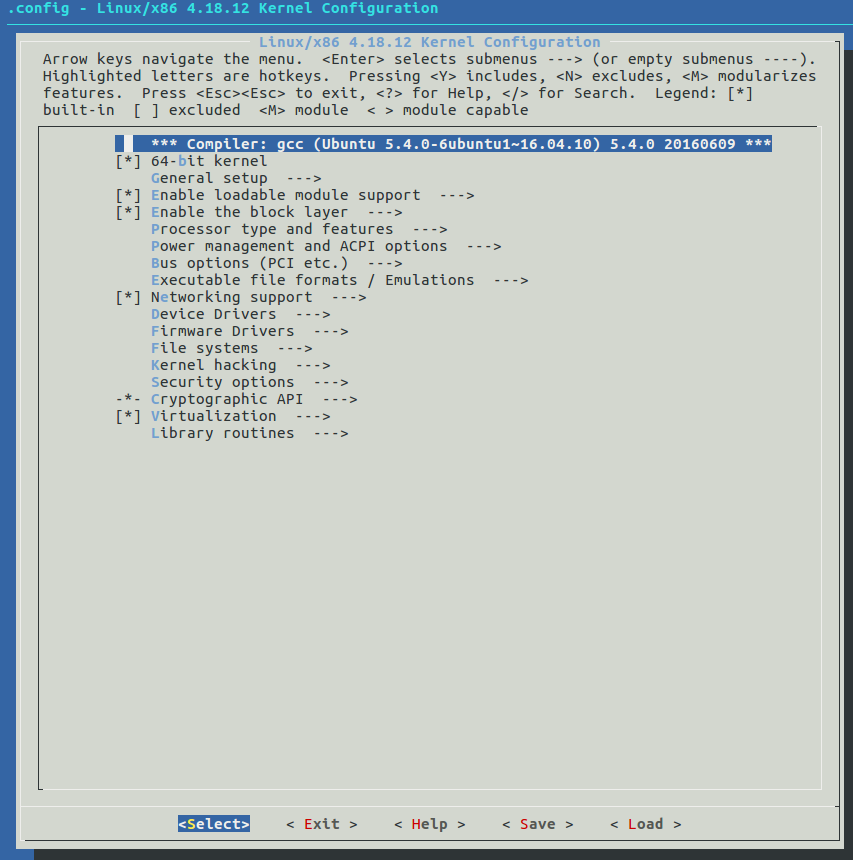 .config - Linux/x86 4.18.12 Kernel Configuration
Linux/x86 4.18.12 Kernel Configuration
Arrow keys navigate the menu.  <Enter> selects submenus ---> (or empty submenus ----).
Highlighted letters are hotkeys.  Pressing <Y> includes, <N> excludes, <M> modularizes
features.  Press <Esc><Esc> to exit, <?> for Help, </> for Search.  Legend: [*]
built-in  [ ] excluded  <M> module  < > module capable
*** Compiler: gcc (Ubuntu 5.4.0-6ubuntu1~16.04.10) 5.4.0 20160609 ***
[*] 64-bit kernel
General setup  --->
[*] Enable loadable module support  --->
[*] Enable the block layer  --->
Processor type and features  --->
Power management and ACPI options  --->
Bus options (PCI etc.)  --->
Executable file formats / Emulations  --->
[*] Networking support  --->
Device Drivers  --->
Firmware Drivers  --->
File systems  --->
Kernel hacking  --->
Security options  --->
-*- Cryptographic API  --->
[*] Virtualization  --->
Library routines  --->
<Select>    < Exit >    < Help >    < Save >    < Load >